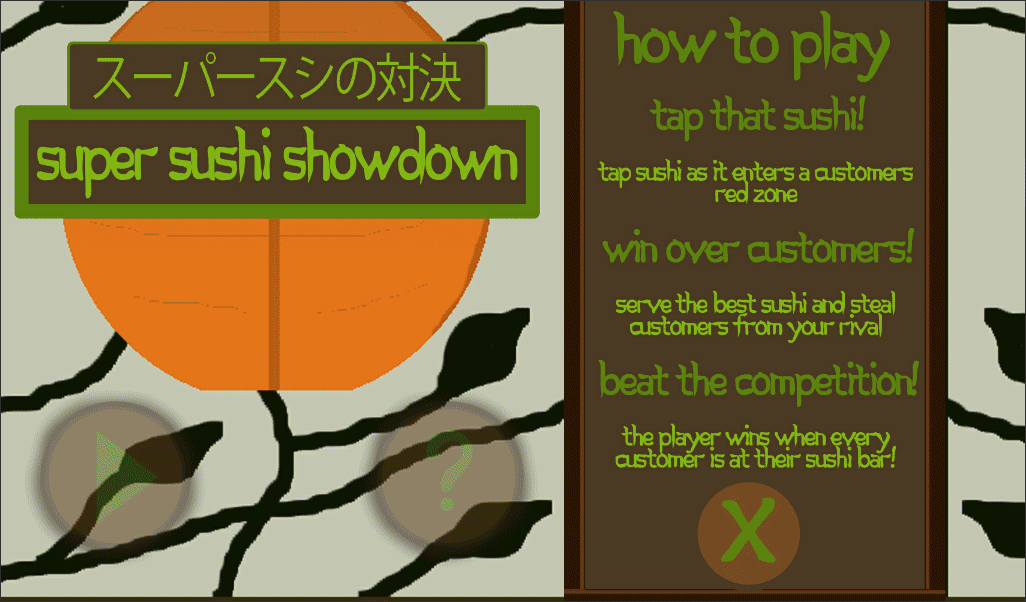 スーパースシの対決
super sushi showdown
?
how to play
tap that sushi!
tap sushi as it enters a customers
red zone
win over customers!
serve the best sushi and steal
customers from your rival
beat the competition!
the player wins when every
customer is at their sushi bar!
X